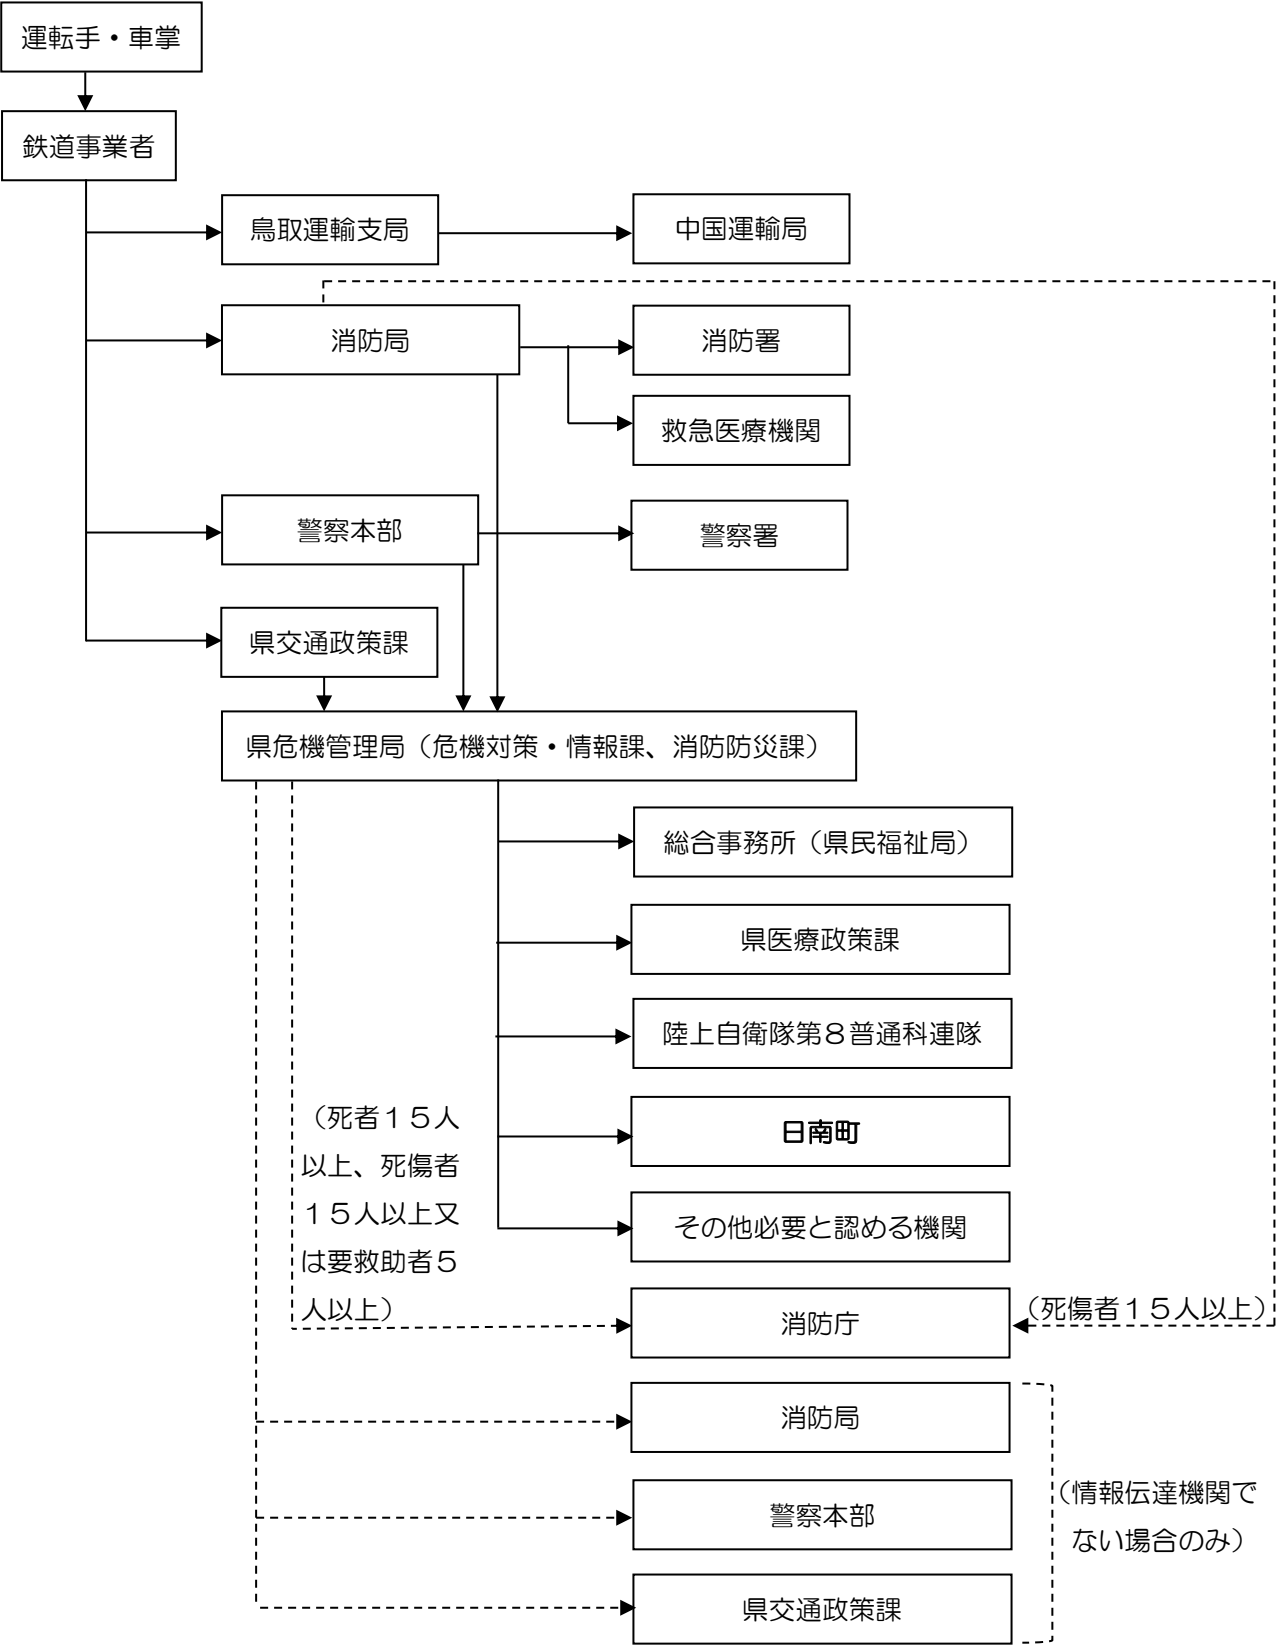 運転手・車掌
鉄道事業者
鳥取運輸支局
中国運輸局
消防局
消防署
救急医療機関
警察本部
警察署
県交通政策課
県危機管理局（危機対策・情報課、消防防災課）
総合事務所（県民福祉局）
県医療政策課
陸上自衛隊第８普通科連隊
日南町
その他必要と認める機関
（死者１５人
以上、死傷者
１５人以上又
は要救助者５
人以上）
消防庁
（死傷者１５人以上）
消防局
警察本部
県交通政策課
（情報伝達機関で
ない場合のみ）